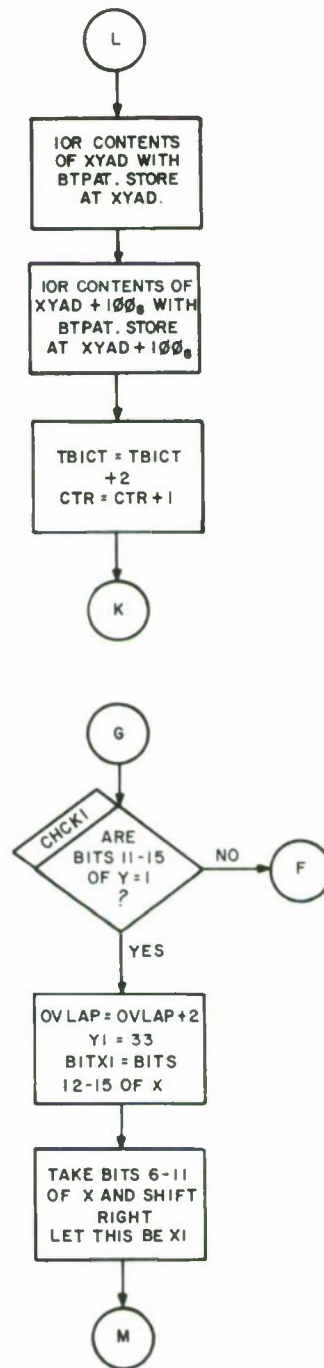 L
IOR CONTENTS
OF XYAD WITH
BTPAT. STORE
AT XYAD.
IOR CONTENTS OF
XYAD + 1ØØ₈ WITH
BTPAT. STORE
AT XYAD + 1ØØ₈
TBICT = TBICT
+2
CTR = CTR + 1
K
G
CHCK1
ARE
BITS 11-15
OF Y = 1
?
NO
F
YES
OVLAP = OVLAP+2
Y1 = 33
BITX1 = BITS
12-15 OF X
TAKE BITS 6-11
OF X AND SHIFT
RIGHT
LET THIS BE X1
M